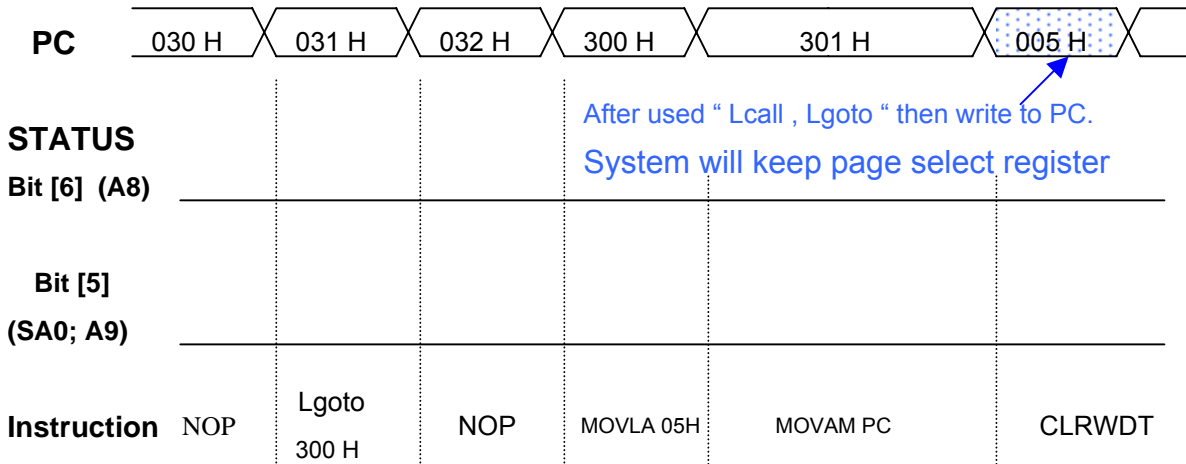 PC 030 H 031 H 032 H 300 H 301 H 005 H
After used “ Lcall , Lgoto “ then write to PC.
STATUS
System will keep page select register
Bit [6] (A8)
Bit [5]
(SA0; A9)
Instruction NOP Lgoto NOP MOVLA 05H MOVAM PC CLRWDT
300 H